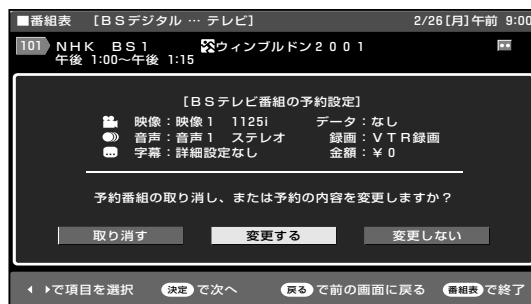 ■番組表 [BSデジタル … テレビ] 2/26[月]午前 9:00
101 NHK BS1 ウィンブルドン2001
午後 1:00~午後 1:15
[BSテレビ番組の予約設定]
映像:映像1 1125i データ:なし
音声:音声1 ステレオ 録画:VTR録画
字幕:詳細設定なし 金額:¥0
予約番組の取り消し、または予約の内容を変更しますか?
取り消す 変更する 変更しない
で項目を選択 決定で次へ 戻るで前の画面に戻る 番組表で終了